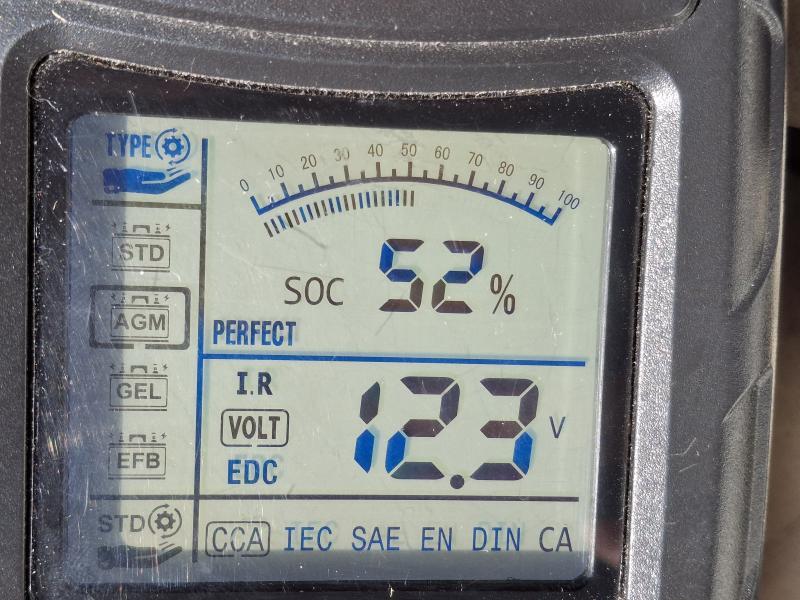 TYPE
0 10 20 30 40 50 60 70 80 90 100
STD
SOC 52 %
AGM
PERFECT
GEL
I.R
VOLT 12.3 V
EFB
EDC
STD
CCA IEC SAE EN DIN CA